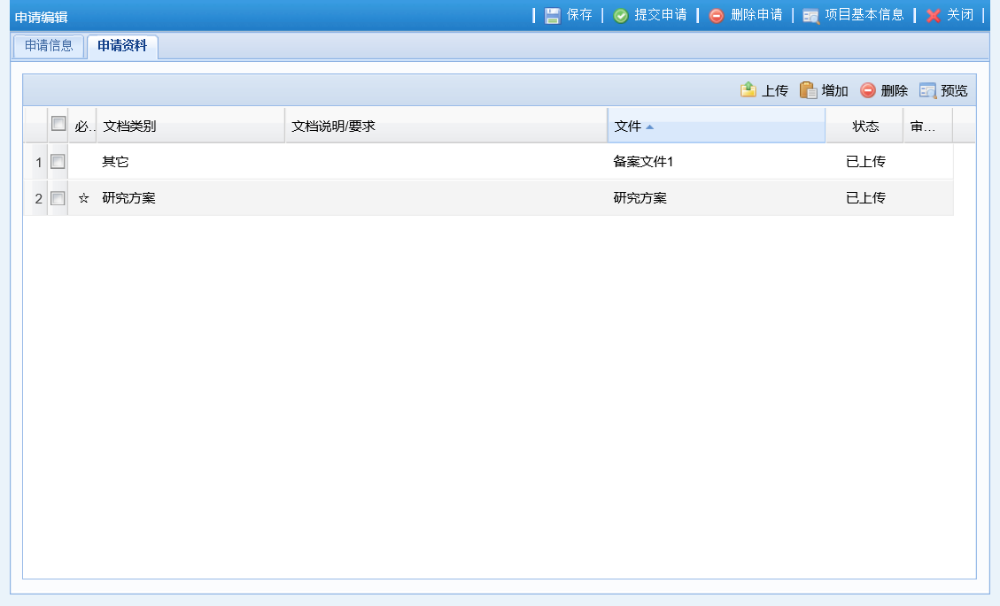 申请编辑 保存 提交申请 删除申请 项目基本信息 关闭
申请信息 申请资料
上传 增加 删除 预览
必.. 文档类别 文档说明/要求 文件 状态 审...
1 其它 备案文件1 已上传
2 ☆ 研究方案 研究方案 已上传